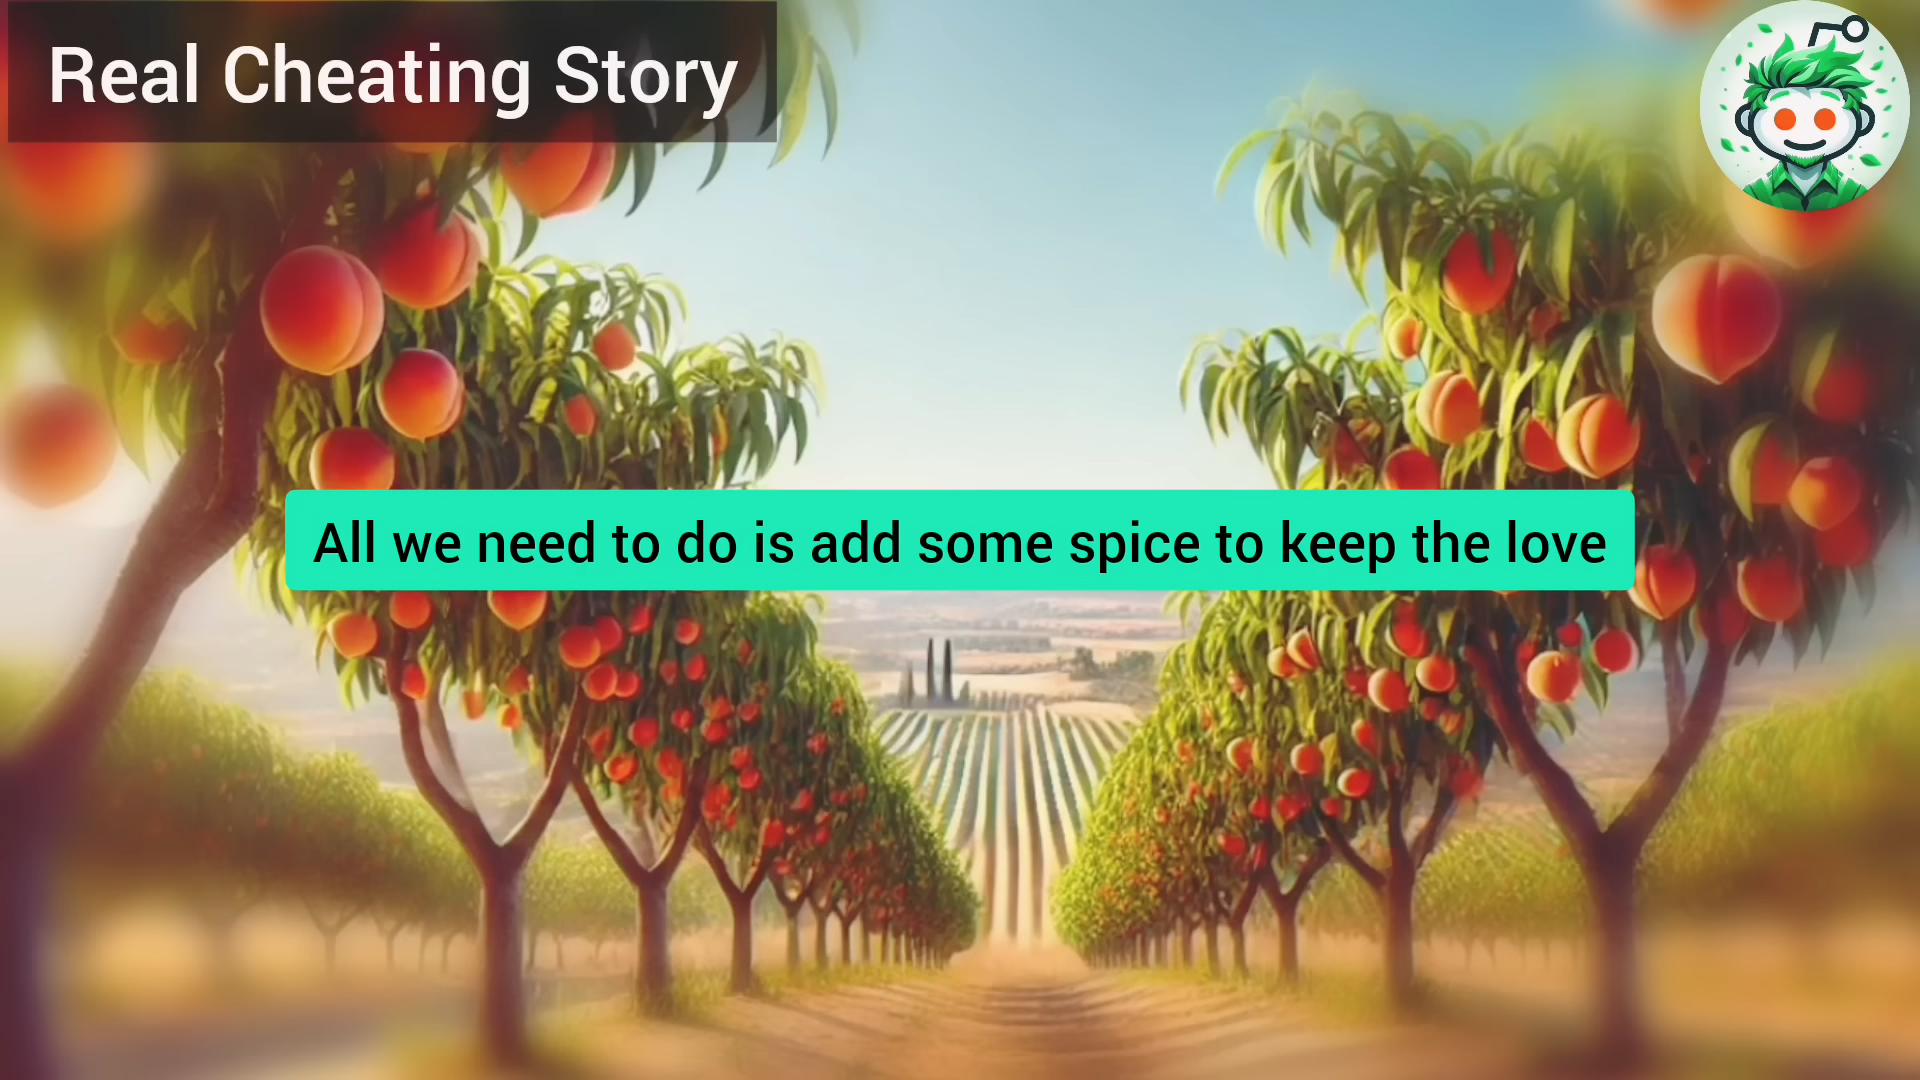 Real Cheating Story
All we need to do is add some spice to keep the love